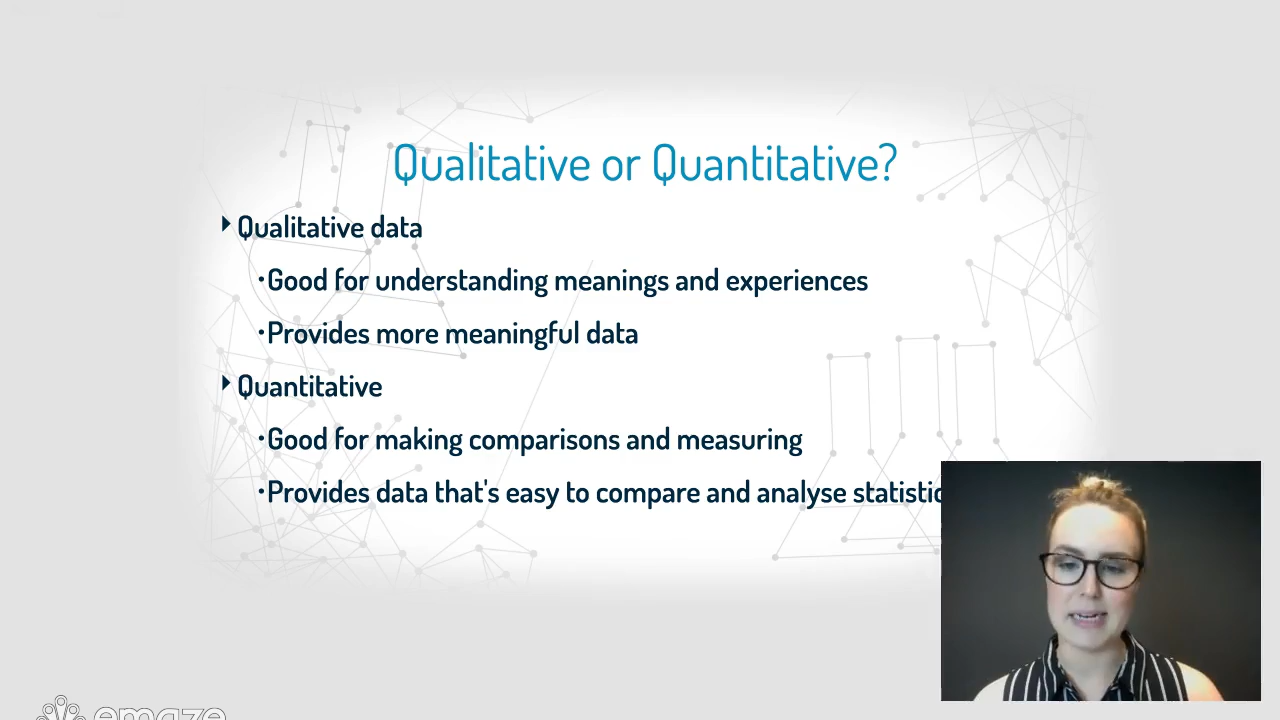 Qualitative or Quantitative?
Qualitative data
·Good for understanding meanings and experiences
·Provides more meaningful data
Quantitative
·Good for making comparisons and measuring
·Provides data that's easy to compare and analyse
emaze